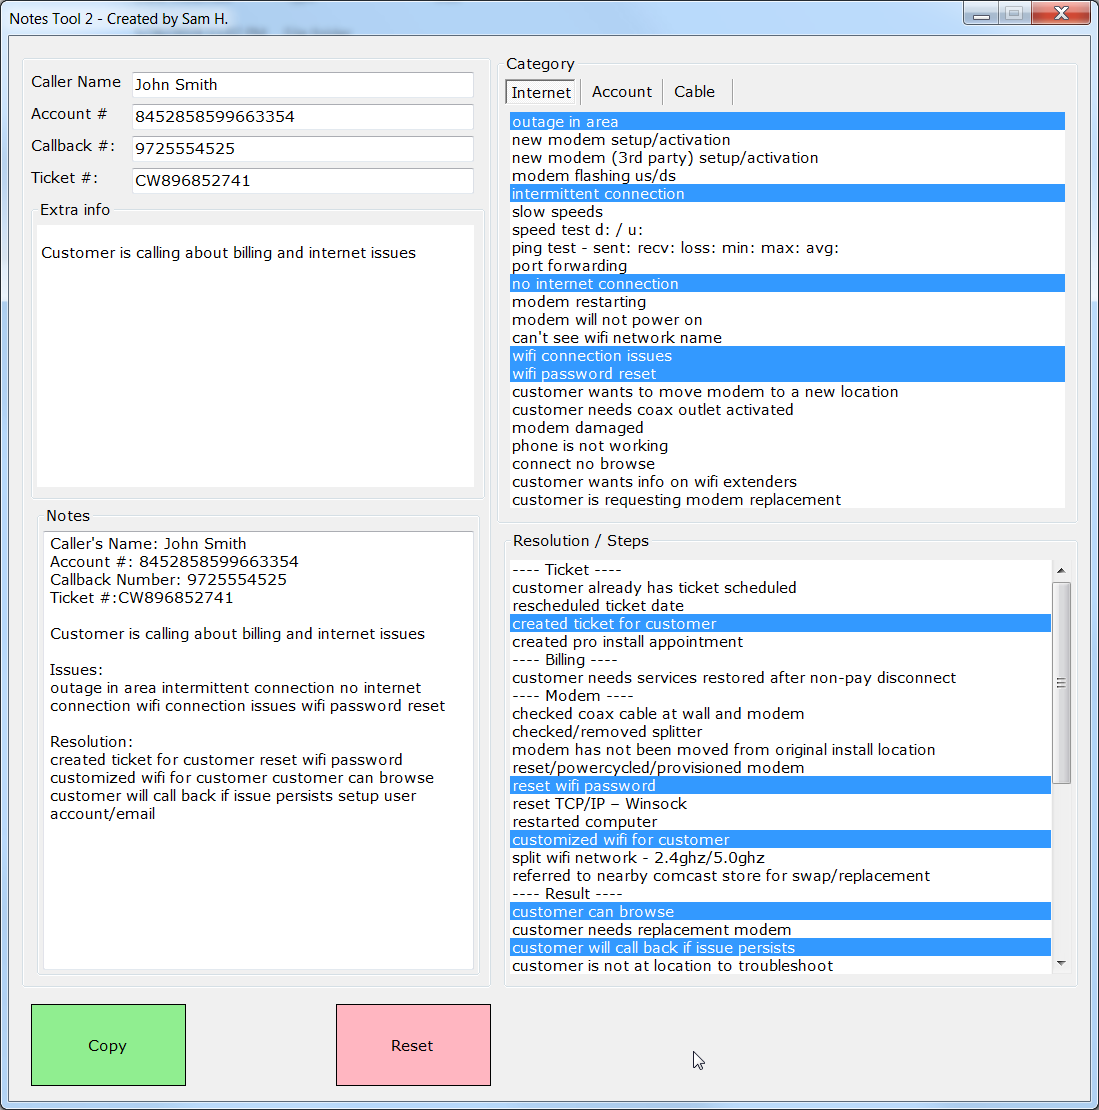 Notes Tool 2 - Created by Sam H.
Caller Name
John Smith
Account #
8452858599663354
Callback #:
9725554525
Ticket #:
CW896852741
Extra info
Customer is calling about billing and internet issues
Notes
Caller's Name: John Smith
Account #: 8452858599663354
Callback Number: 9725554525
Ticket #:CW896852741
Customer is calling about billing and internet issues
Issues:
outage in area intermittent connection no internet
connection wifi connection issues wifi password reset
Resolution:
created ticket for customer reset wifi password
customized wifi for customer customer can browse
customer will call back if issue persists setup user
account/email
Copy
Reset
Category
Internet
Account
Cable
outage in area
new modem setup/activation
new modem (3rd party) setup/activation
modem flashing us/ds
intermittent connection
slow speeds
speed test d: / u:
ping test - sent: recv: loss: min: max: avg:
port forwarding
no internet connection
modem restarting
modem will not power on
can't see wifi network name
wifi connection issues
wifi password reset
customer wants to move modem to a new location
customer needs coax outlet activated
modem damaged
phone is not working
connect no browse
customer wants info on wifi extenders
customer is requesting modem replacement
Resolution / Steps
---- Ticket ----
customer already has ticket scheduled
rescheduled ticket date
created ticket for customer
created pro install appointment
---- Billing ----
customer needs services restored after non-pay disconnect
---- Modem ----
checked coax cable at wall and modem
checked/removed splitter
modem has not been moved from original install location
reset/powercycled/provisioned modem
reset wifi password
reset TCP/IP – Winsock
restarted computer
customized wifi for customer
split wifi network - 2.4ghz/5.0ghz
referred to nearby comcast store for swap/replacement
---- Result ----
customer can browse
customer needs replacement modem
customer will call back if issue persists
customer is not at location to troubleshoot